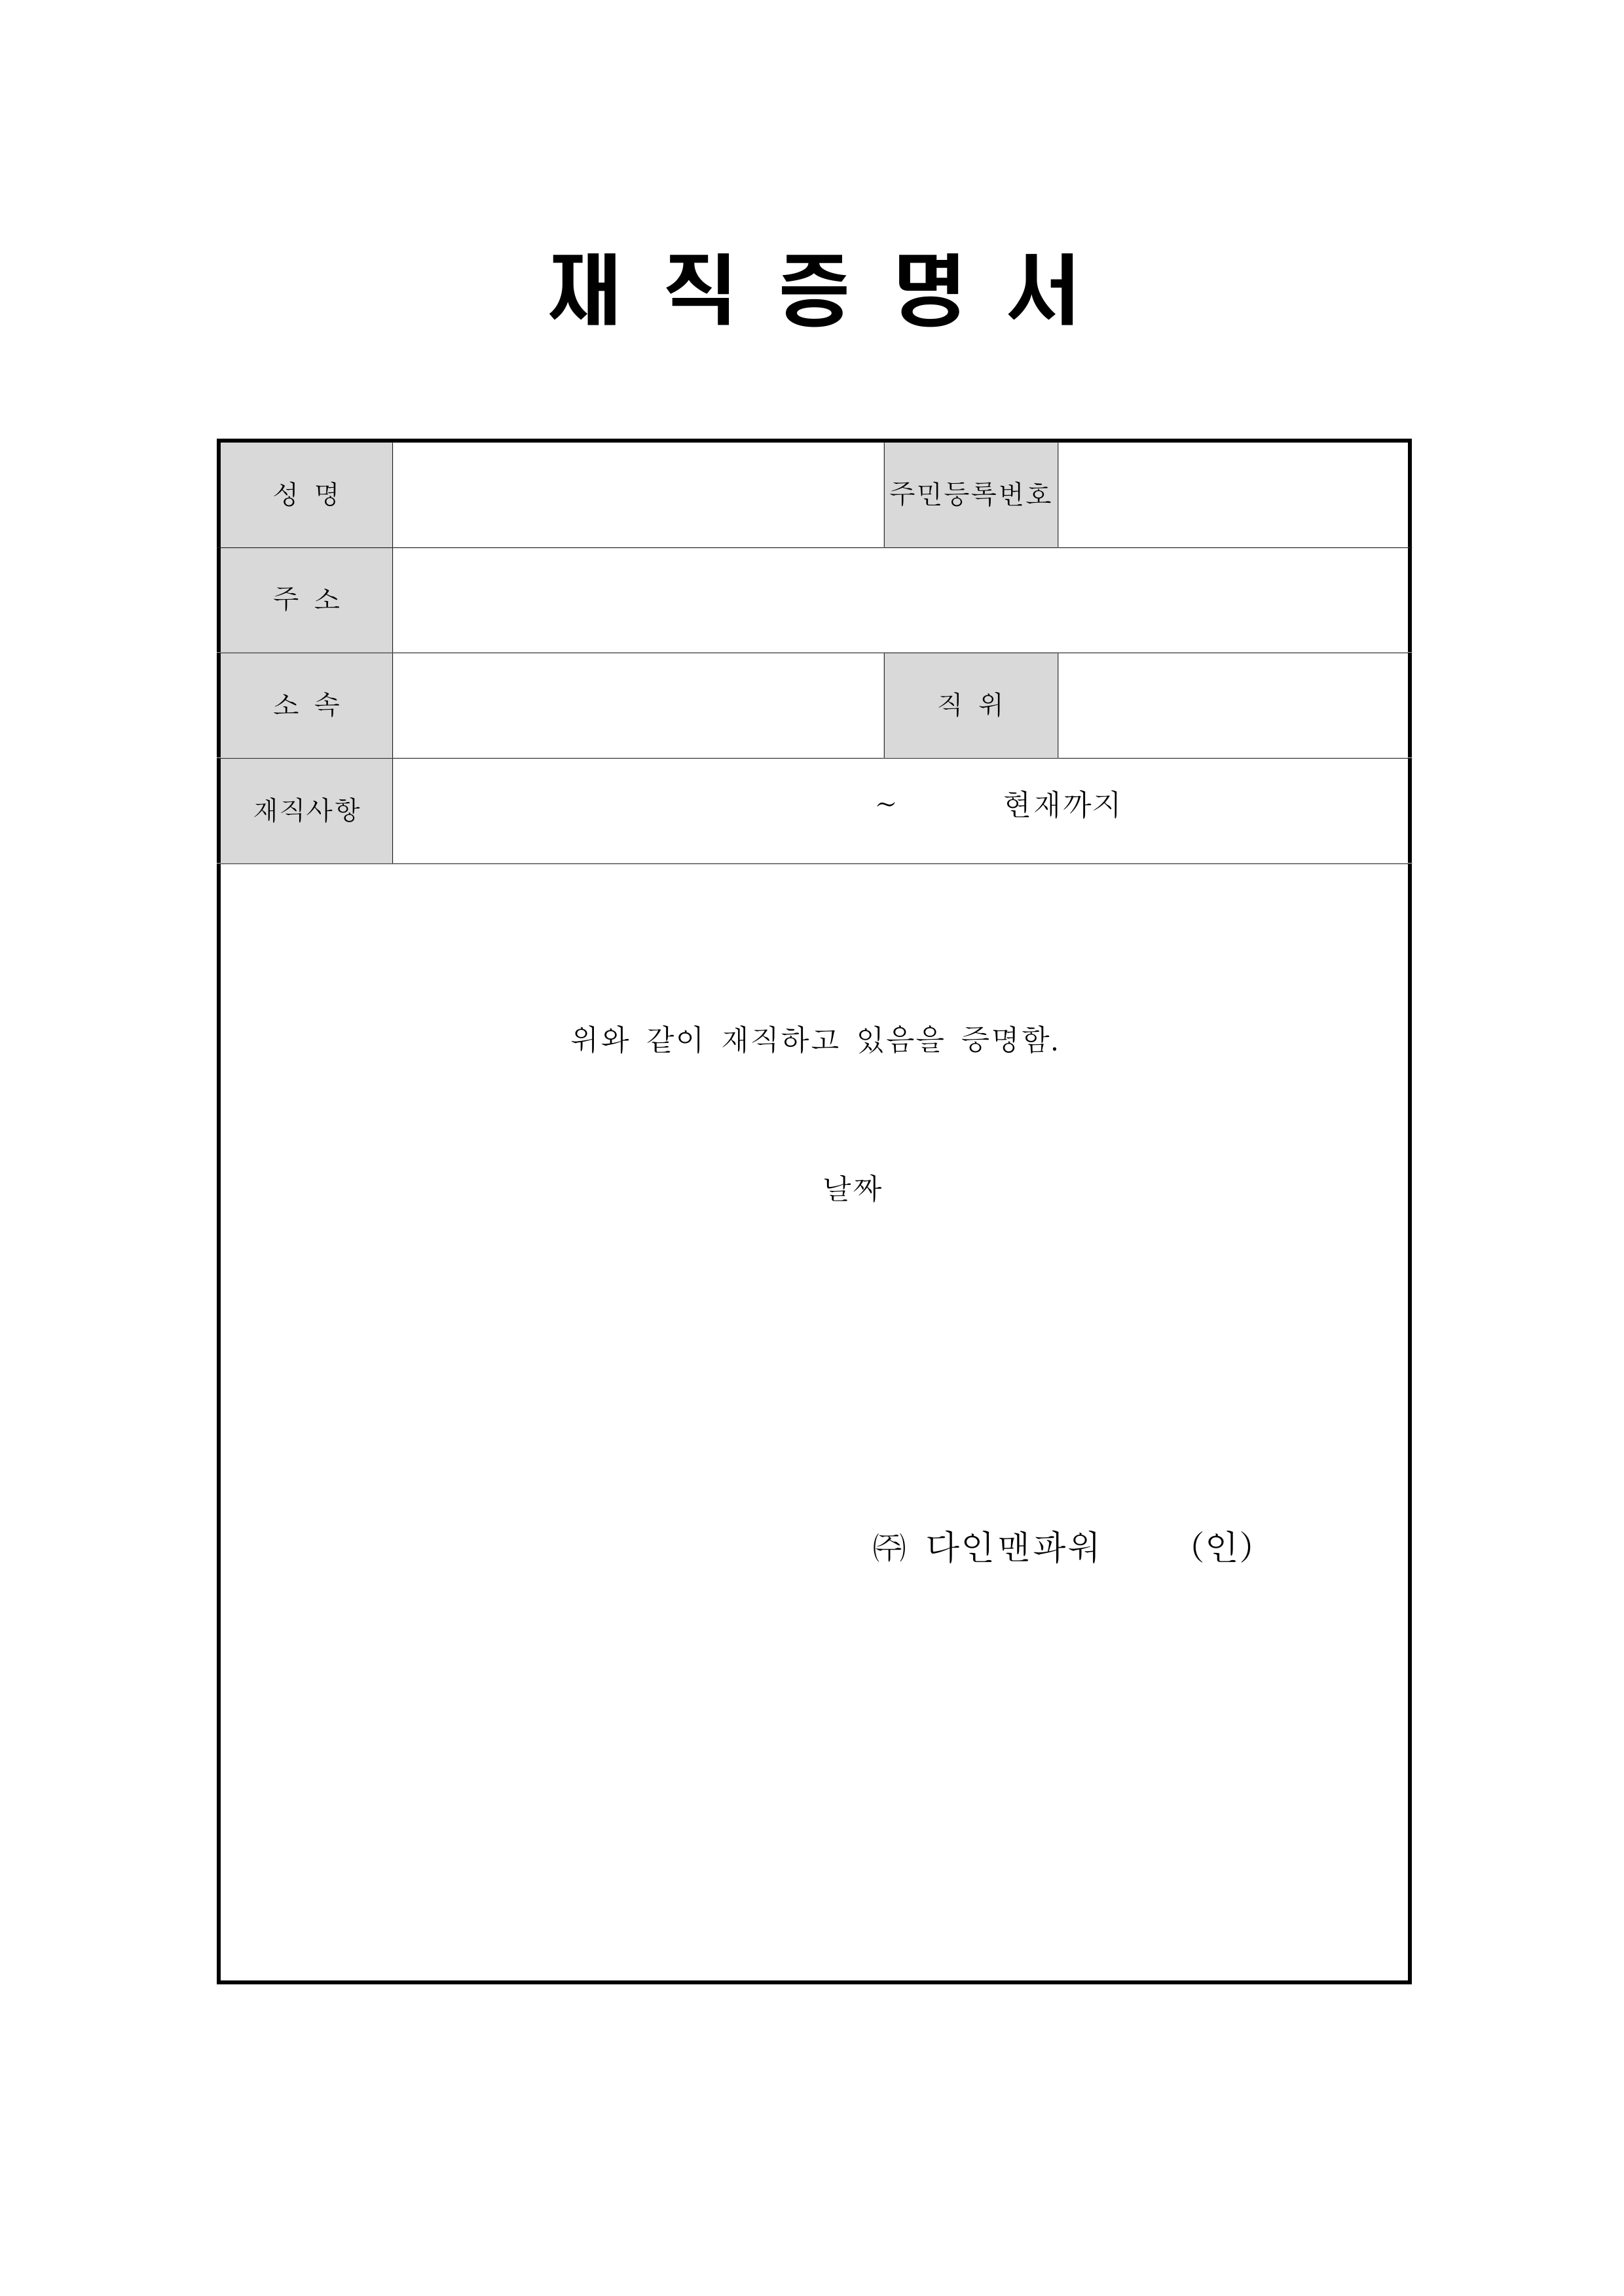 재 직 증 명 서
성 명 주민등록번호
주 소
소 속 직 위
재직사항 ~ 현재까지
위와 같이 재직하고 있음을 증명함.
날짜
㈜ 다인맨파워 (인)